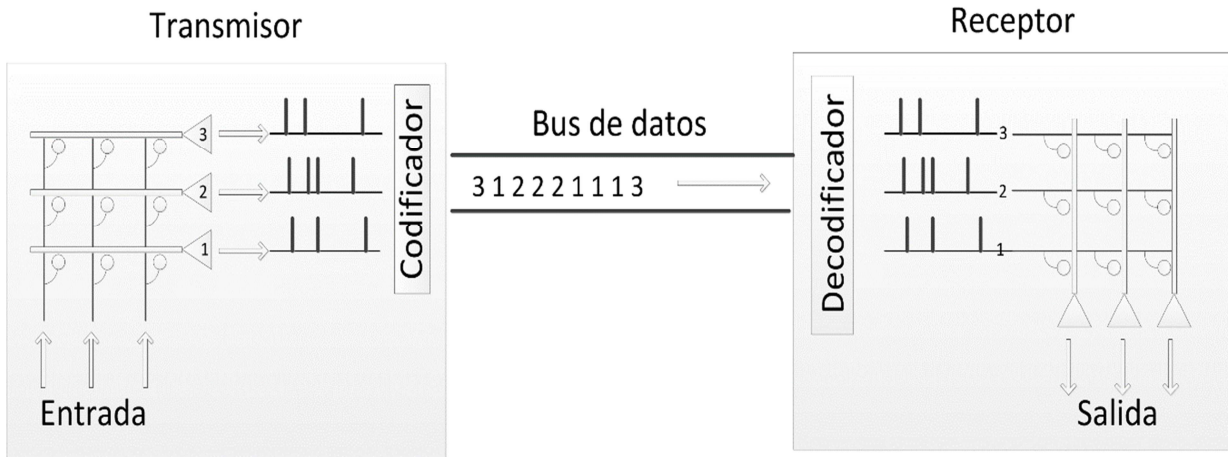 Transmisor
Receptor
Bus de datos
Codificador
Decodificador
3
2
1
3 1 2 2 2 1 1 1 3
3
2
1
Entrada
Salida